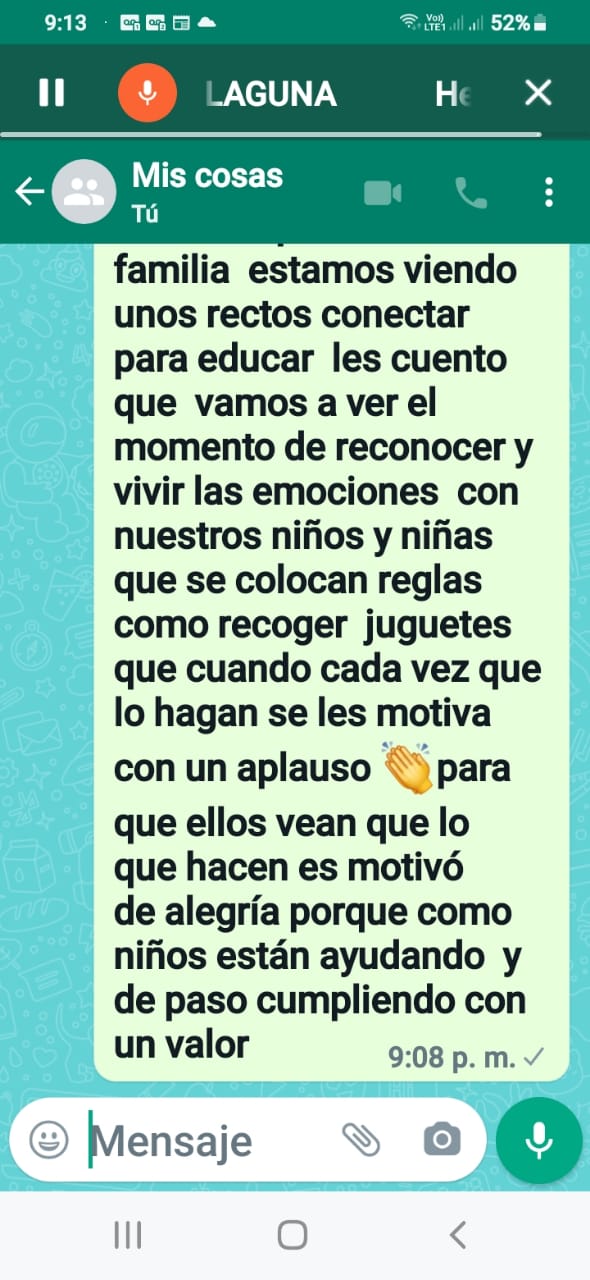 9:13
Vo)) LTE1 52%
LAGUNA He
Mis cosas
Tú
familia estamos viendo
unos rectos conectar
para educar les cuento
que vamos a ver el
momento de reconocer y
vivir las emociones con
nuestros niños y niñas
que se colocan reglas
como recoger juguetes
que cuando cada vez que
lo hagan se les motiva
con un aplauso 👏 para
que ellos vean que lo
que hacen es motivó
de alegría porque como
niños están ayudando y
de paso cumpliendo con
un valor
9:08 p. m.
Mensaje